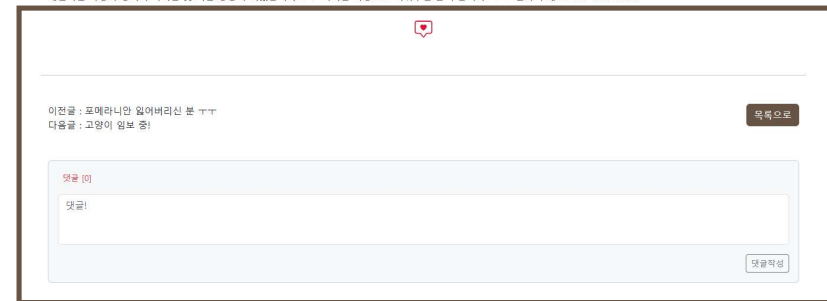 이전글 : 포메라니안 잃어버리신 분 ㅜㅜ
목록으로
다음글 : 고양이 임보 중!
댓글 [0]
댓글!
댓글작성